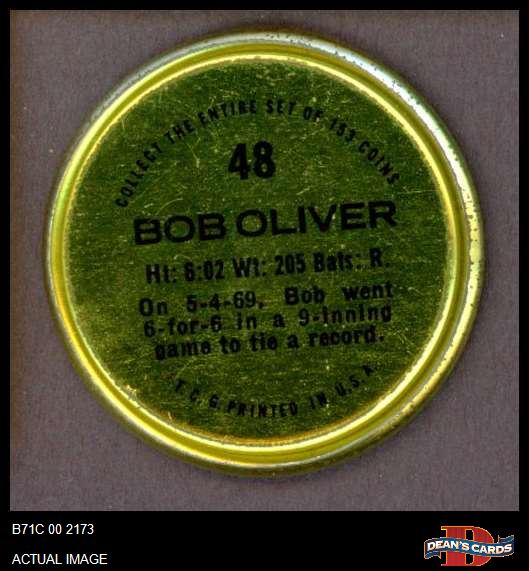 COLLECT THE ENTIRE SET OF 153 COINS
48
BOB OLIVER
Ht: 6:02 Wt: 205 Bats: R.
On 5-4-69, Bob went
6-for-6 in a 9-inning
game to tie a record.
T. C. G. PRINTED IN U. S. A.
B71C 00 2173
ACTUAL IMAGE
D
DEAN'S CARDS